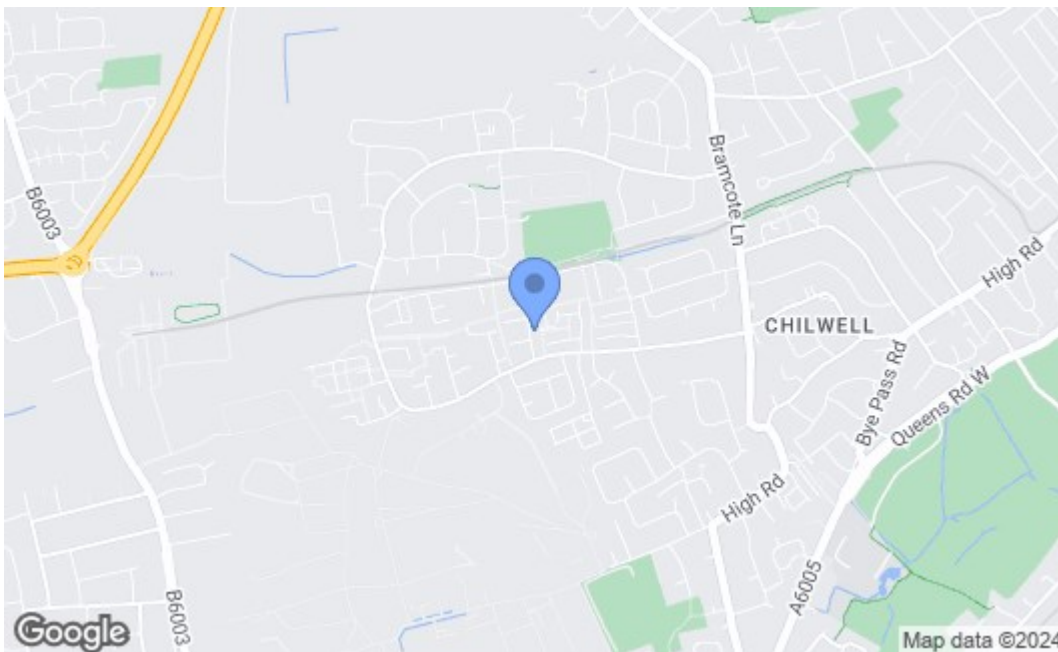 B6003
Bramcote Ln
High Rd
CHILWELL
Bye Pass Rd
Queens Rd W
High Rd
A6005
B6003
Google
Map data ©2024